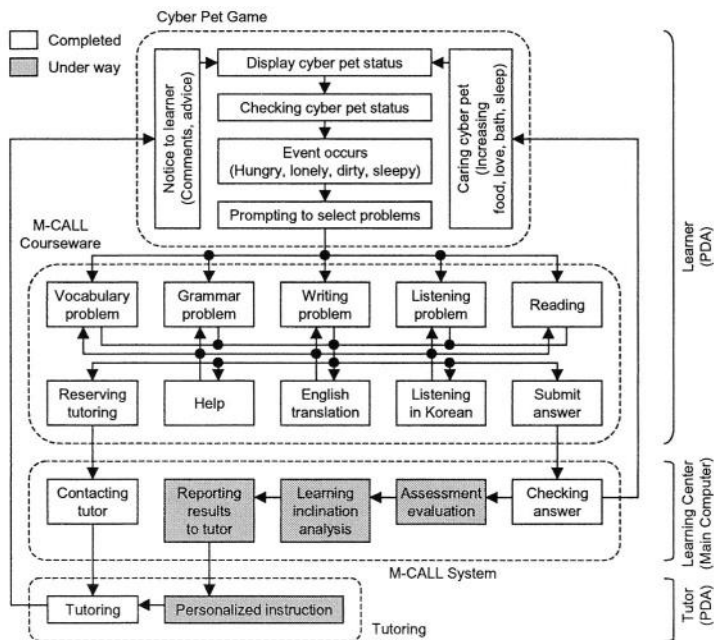 Cyber Pet Game
Completed
Under way
Notice to learner
(Comments, advice)
Display cyber pet status
Checking cyber pet status
Event occurs
(Hungry, lonely, dirty, sleepy)
Prompting to select problems
Caring cyber pet
(Increasing
food, love, bath, sleep)
Learner
(PDA)
M-CALL
Courseware
Vocabulary
problem
Grammar
problem
Writing
problem
Listening
problem
Reading
Reserving
tutoring
Help
English
translation
Listening
in Korean
Submit
answer
Contacting
tutor
Reporting
results
to tutor
Learning
inclination
analysis
Assessment
evaluation
Checking
answer
Learning Center
(Main Computer)
M-CALL System
Tutoring
Personalized instruction
Tutoring
Tutor
(PDA)